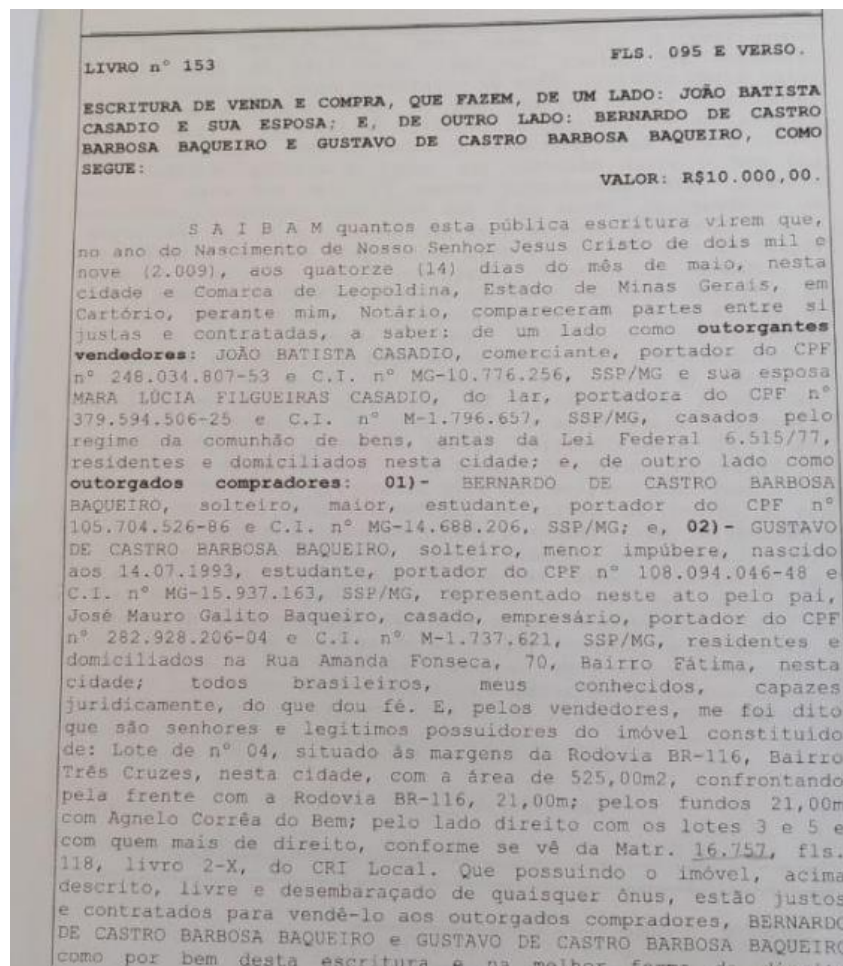 LIVRO nº 153 FLS. 095 E VERSO.
ESCRITURA DE VENDA E COMPRA, QUE FAZEM, DE UM LADO: JOÃO BATISTA
CASADIO E SUA ESPOSA; E, DE OUTRO LADO: BERNARDO DE CASTRO
BARBOSA BAQUEIRO E GUSTAVO DE CASTRO BARBOSA BAQUEIRO, COMO
SEGUE:
VALOR: R$10.000,00.
S A I B A M quantos esta pública escritura virem que,
no ano do Nascimento de Nosso Senhor Jesus Cristo de dois mil e
nove (2.009), aos quatorze (14) dias do mês de maio, nesta
cidade e Comarca de Leopoldina, Estado de Minas Gerais, em
Cartório, perante mim, Notário, compareceram partes entre si
justas e contratadas, a saber: de um lado como outorgantes
vendedores: JOÃO BATISTA CASADIO, comerciante, portador do CPF
nº 248.034.807-53 e C.I. nº MG-10.776.256, SSP/MG e sua esposa
MARA LÚCIA FILGUEIRAS CASADIO, do lar, portadora do CPF nº
379.594.506-25 e C.I. nº M-1.796.657, SSP/MG, casados pelo
regime da comunhão de bens, antas da Lei Federal 6.515/77,
residentes e domiciliados nesta cidade; e, de outro lado como
outorgados compradores: 01)- BERNARDO DE CASTRO BARBOSA
BAQUEIRO, solteiro, maior, estudante, portador do CPF nº
105.704.526-86 e C.I. nº MG-14.688.206, SSP/MG; e, 02)- GUSTAVO
DE CASTRO BARBOSA BAQUEIRO, solteiro, menor impúbere, nascido
aos 14.07.1993, estudante, portador do CPF nº 108.094.046-48 e
C.I. nº MG-15.937.163, SSP/MG, representado neste ato pelo pai,
José Mauro Galito Baqueiro, casado, empresário, portador do CPF
nº 282.928.206-04 e C.I. nº M-1.737.621, SSP/MG, residentes e
domiciliados na Rua Amanda Fonseca, 70, Bairro Fátima, nesta
cidade; todos brasileiros, meus conhecidos, capazes
juridicamente, do que dou fé. E, pelos vendedores, me foi dito
que são senhores e legítimos possuidores do imóvel constituído
de: Lote de nº 04, situado às margens da Rodovia BR-116, Bairro
Três Cruzes, nesta cidade, com a área de 525,00m2, confrontando
pela frente com a Rodovia BR-116, 21,00m; pelos fundos 21,00m
com Agnelo Corrêa do Bem; pelo lado direito com os lotes 3 e 5 e
com quem mais de direito, conforme se vê da Matr. 16.757, fls.
118, livro 2-X, do CRI Local. Que possuindo o imóvel, acima
descrito, livre e desembaraçado de quaisquer ônus, estão justos
e contratados para vendê-lo aos outorgados compradores, BERNARDO
DE CASTRO BARBOSA BAQUEIRO e GUSTAVO DE CASTRO BARBOSA BAQUEIRO
como por bem desta escritura e na melhor forma